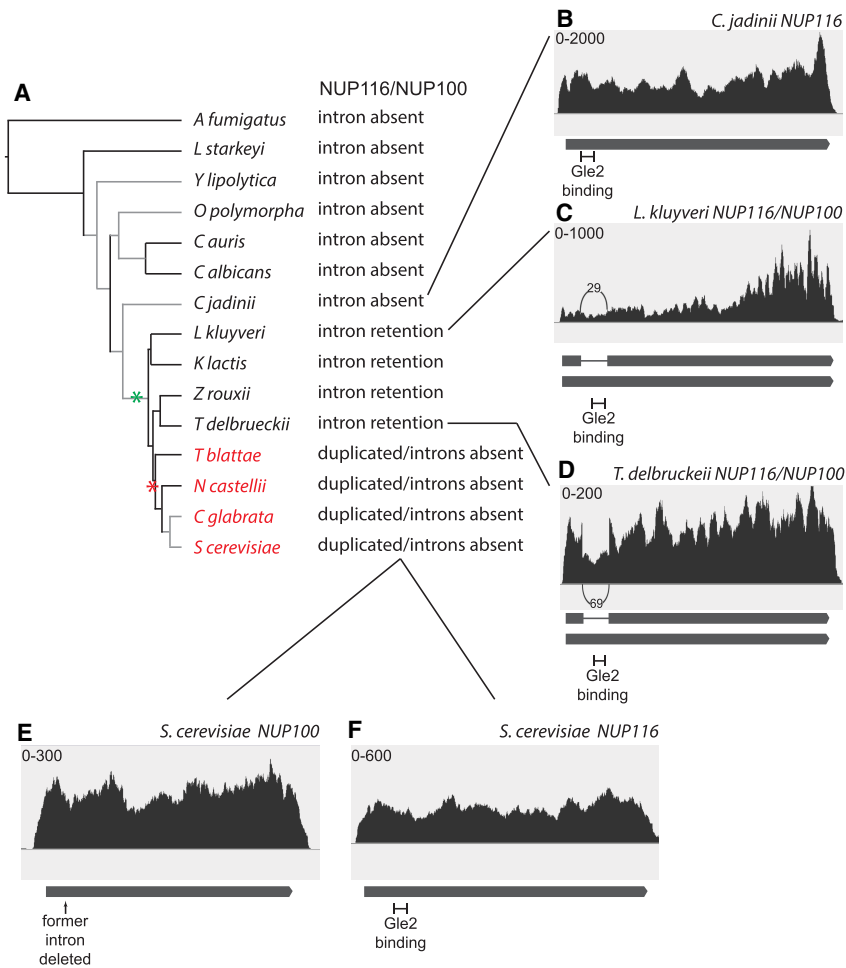 A
NUP116/NUP100
A fumigatus intron absent
L starkeyi intron absent
Y lipolytica intron absent
O polymorpha intron absent
C auris intron absent
C albicans intron absent
C jadinii intron absent
L kluyveri intron retention
K lactis intron retention
Z rouxii intron retention
T delbrueckii intron retention
T blattae duplicated/introns absent
N castellii duplicated/introns absent
C glabrata duplicated/introns absent
S cerevisiae duplicated/introns absent
*
*
B
C. jadinii NUP116
0-2000
Gle2
binding
C
L. kluyveri NUP116/NUP100
0-1000
29
Gle2
binding
D
T. delbruckeii NUP116/NUP100
0-200
69
Gle2
binding
E
S. cerevisiae NUP100
0-300
former
intron
deleted
F
S. cerevisiae NUP116
0-600
Gle2
binding